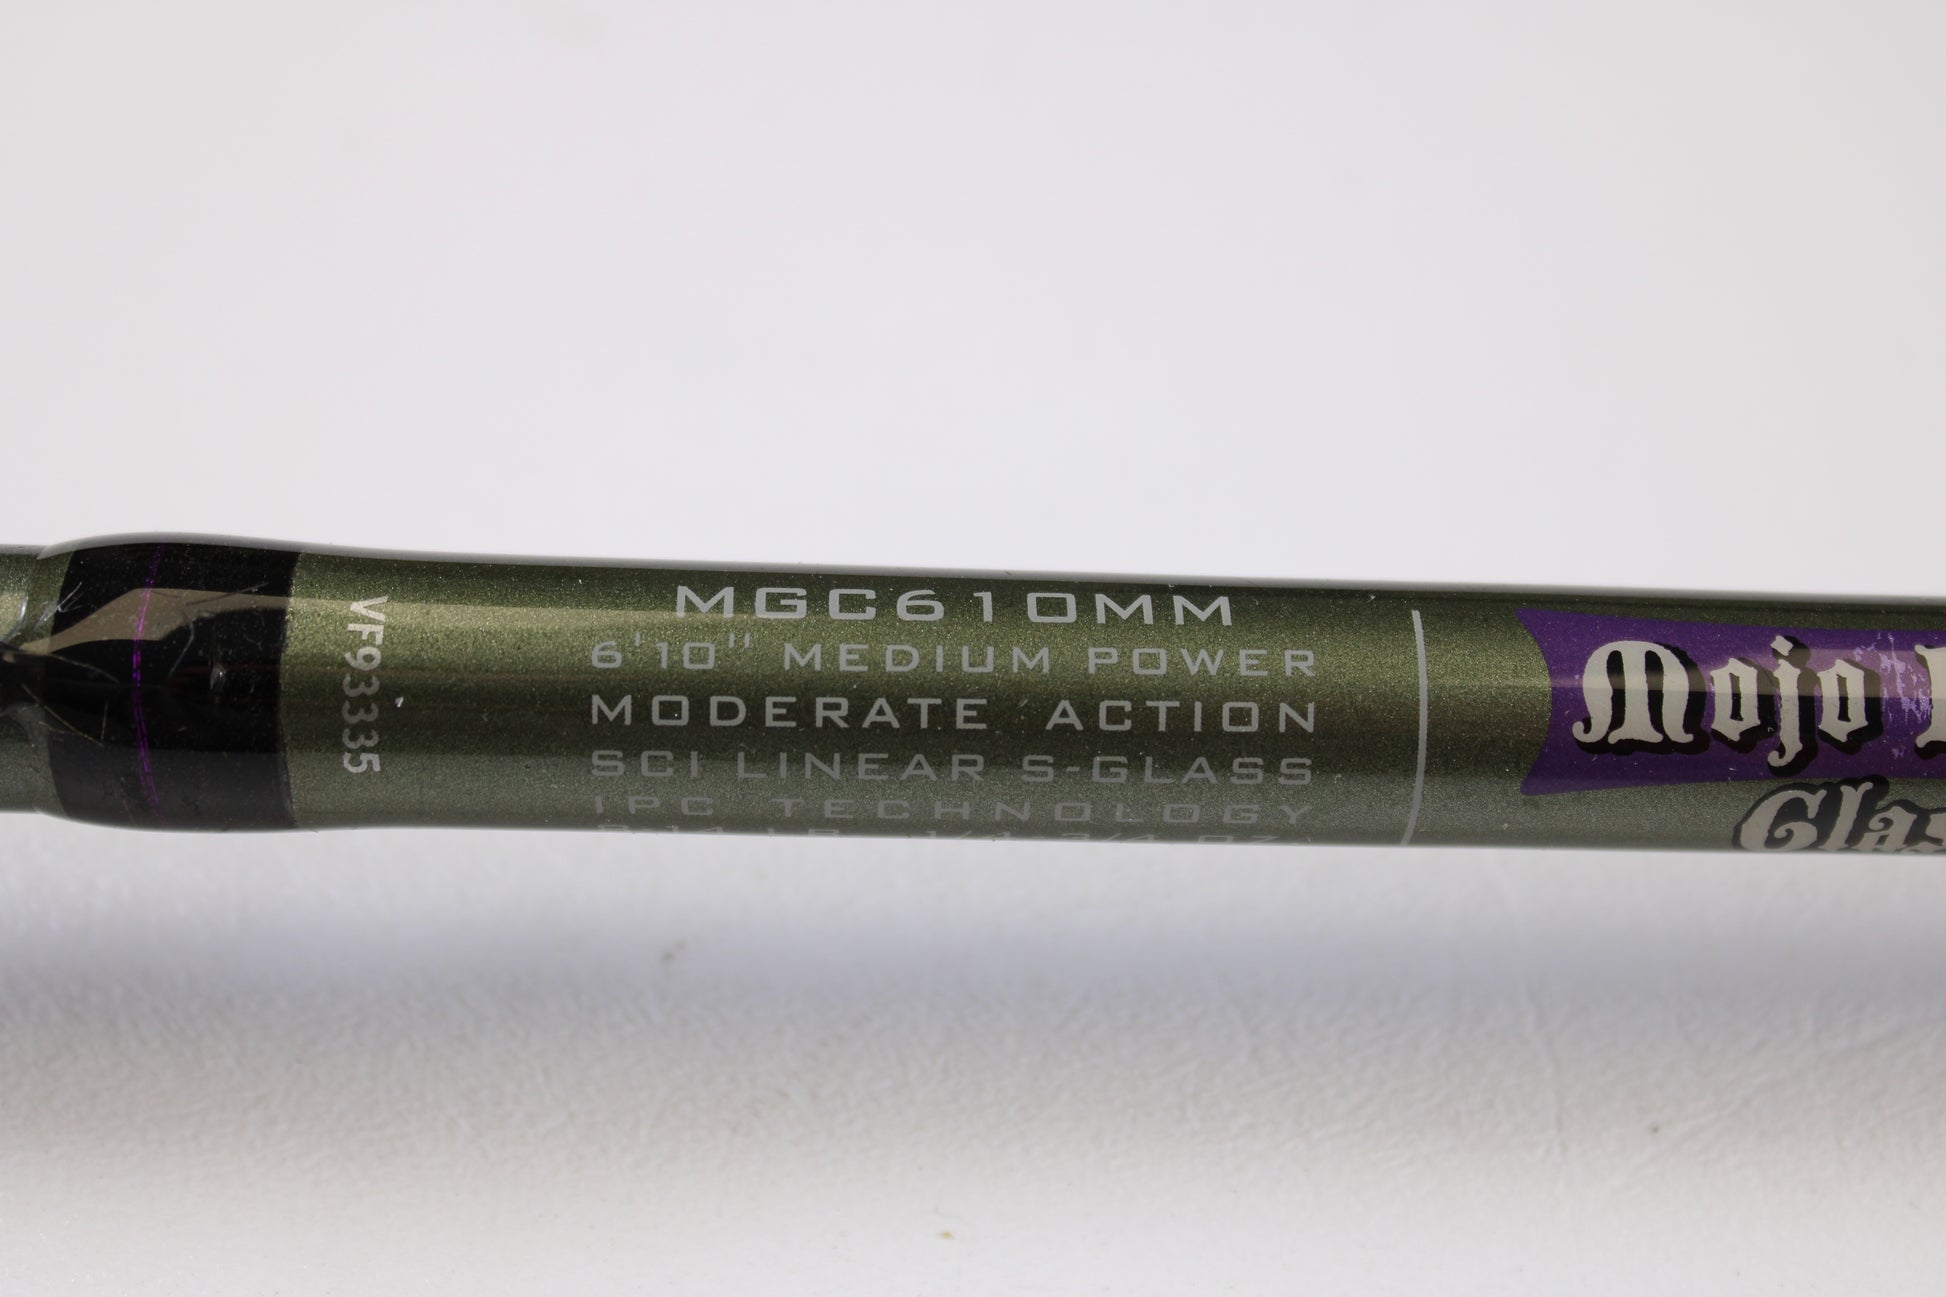 VF93335
MGC610MM
6'10" MEDIUM POWER
MODERATE ACTION
SCI LINEAR S-GLASS
IPC TECHNOLOGY
Mojo